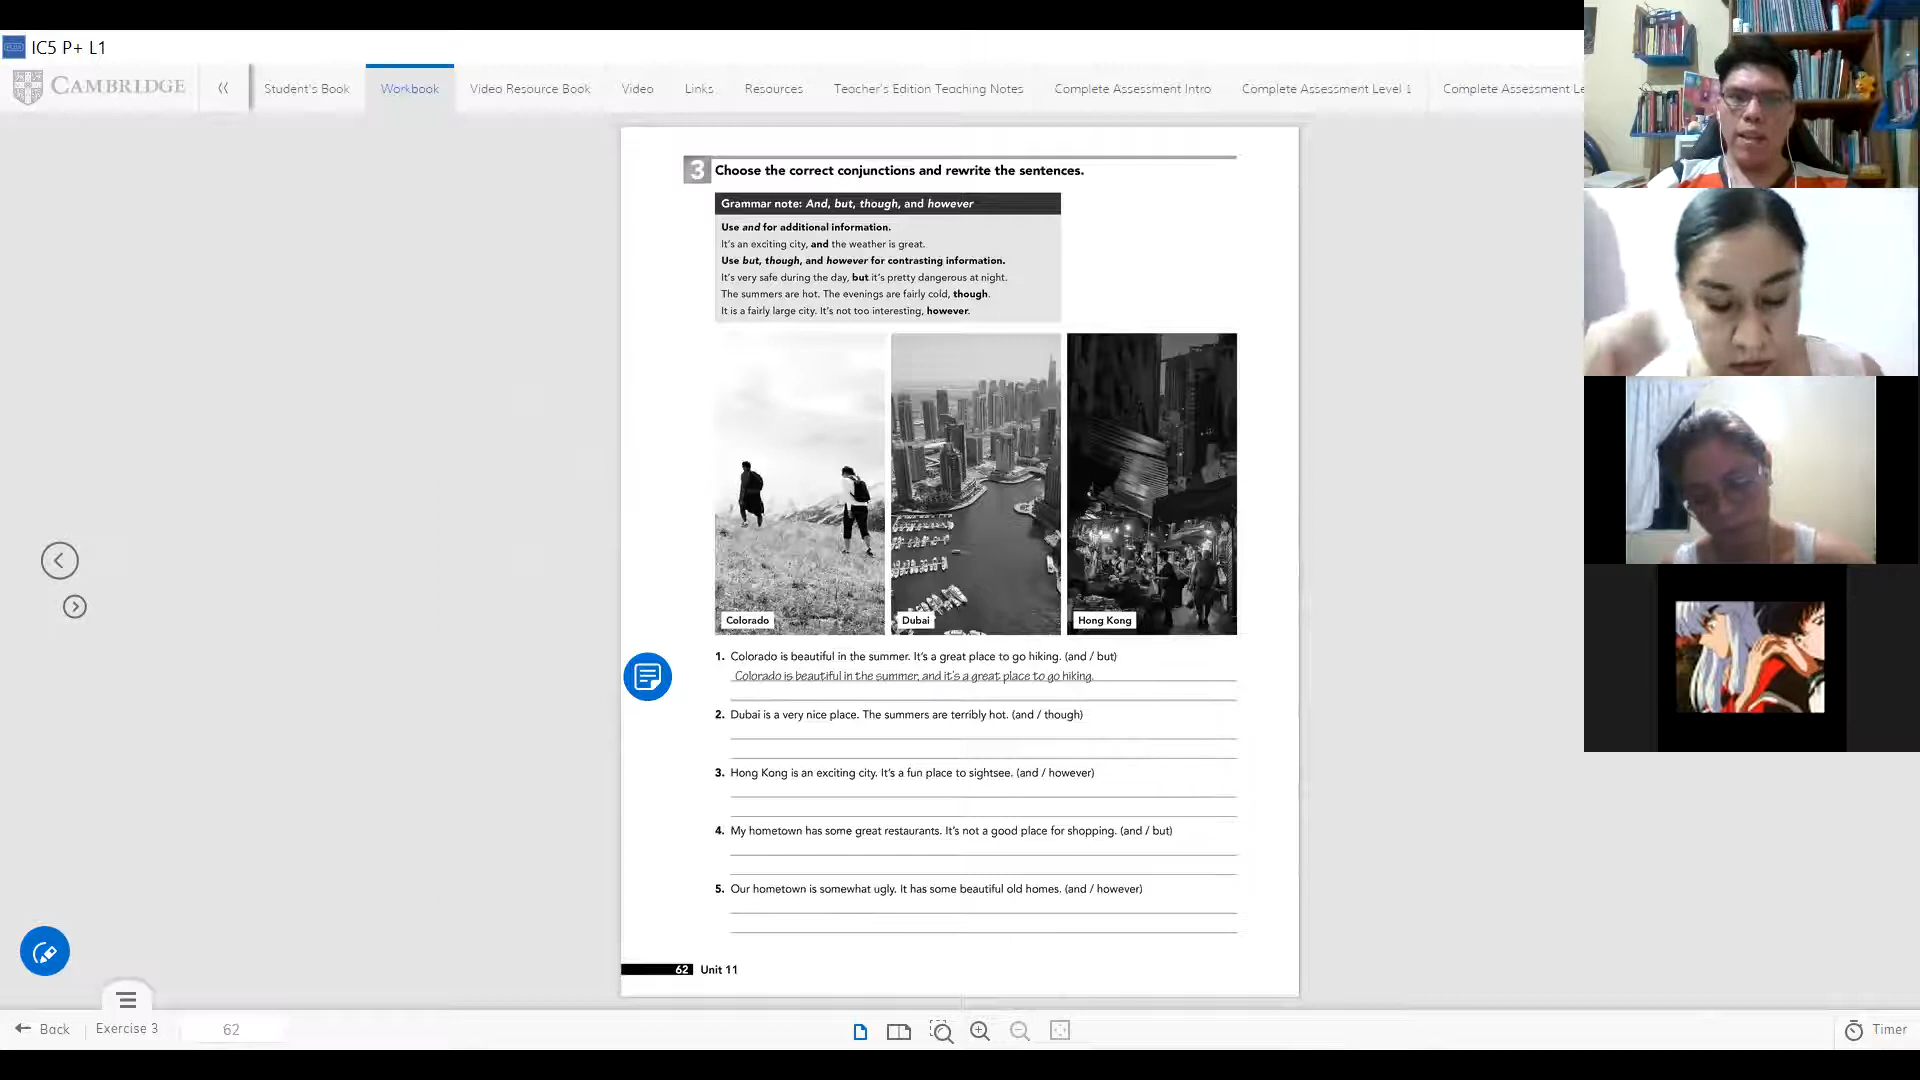 IC5 P+ L1
CAMBRIDGE
Student's Book
Workbook
Video Resource Book
Video
Links
Resources
Teacher's Edition Teaching Notes
Complete Assessment Intro
Complete Assessment Level 1
Complete Assessment Le
3 Choose the correct conjunctions and rewrite the sentences.
Grammar note: And, but, though, and however
Use and for additional information.
It's an exciting city, and the weather is great.
Use but, though, and however for contrasting information.
It's very safe during the day, but it's pretty dangerous at night.
The summers are hot. The evenings are fairly cold, though.
It is a fairly large city. It's not too interesting, however.
Colorado
Dubai
Hong Kong
1. Colorado is beautiful in the summer. It's a great place to go hiking. (and / but)
Colorado is beautiful in the summer, and it's a great place to go hiking.
2. Dubai is a very nice place. The summers are terribly hot. (and / though)
3. Hong Kong is an exciting city. It's a fun place to sightsee. (and / however)
4. My hometown has some great restaurants. It's not a good place for shopping. (and / but)
5. Our hometown is somewhat ugly. It has some beautiful old homes. (and / however)
62 Unit 11
Back
Exercise 3
62
Timer